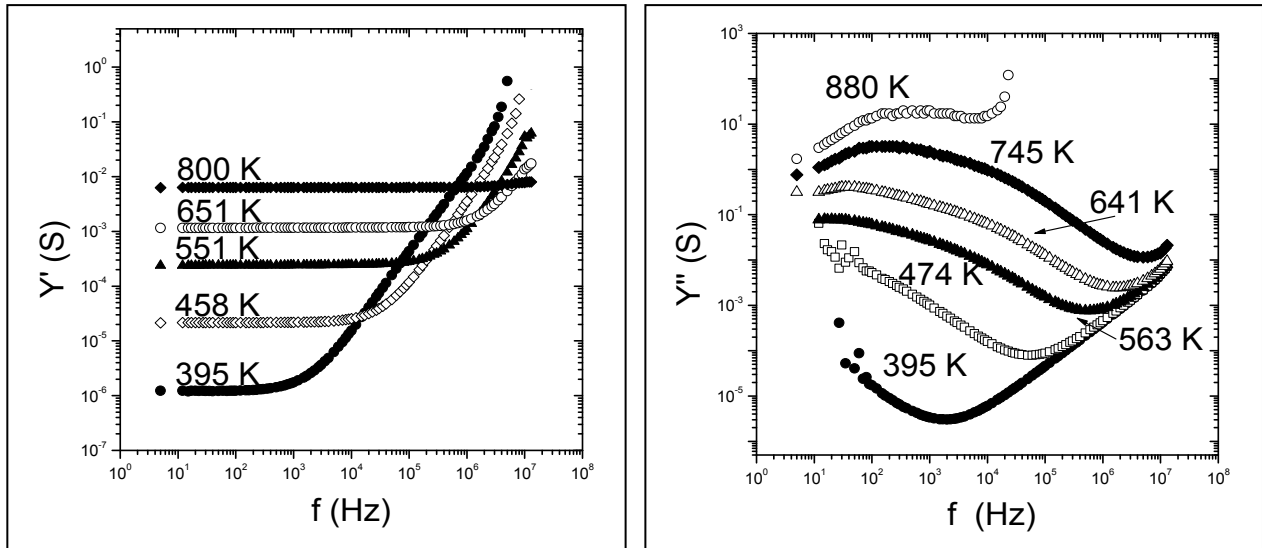 10^0
10^-1
10^-2
10^-3
10^-4
10^-5
10^-6
10^-7
Y' (S)
800 K
651 K
551 K
458 K
395 K
10^0 10^1 10^2 10^3 10^4 10^5 10^6 10^7 10^8
f (Hz)
10^3
10^1
10^-1
10^-3
10^-5
Y'' (S)
880 K
745 K
641 K
474 K
563 K
395 K
10^0 10^1 10^2 10^3 10^4 10^5 10^6 10^7 10^8
f (Hz)